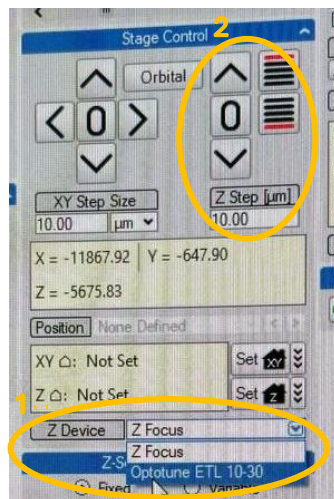 Stage Control
2
Orbital
0
0
XY Step Size
Z Step [µm]
10.00 µm
10.00
X = -11867.92 Y = -647.90
Z = -5675.83
Position None Defined
XY : Not Set Set XY
Z : Not Set Set Z
1
Z Device Z Focus
Z Focus
Optotune ETL 10-30
Fixed